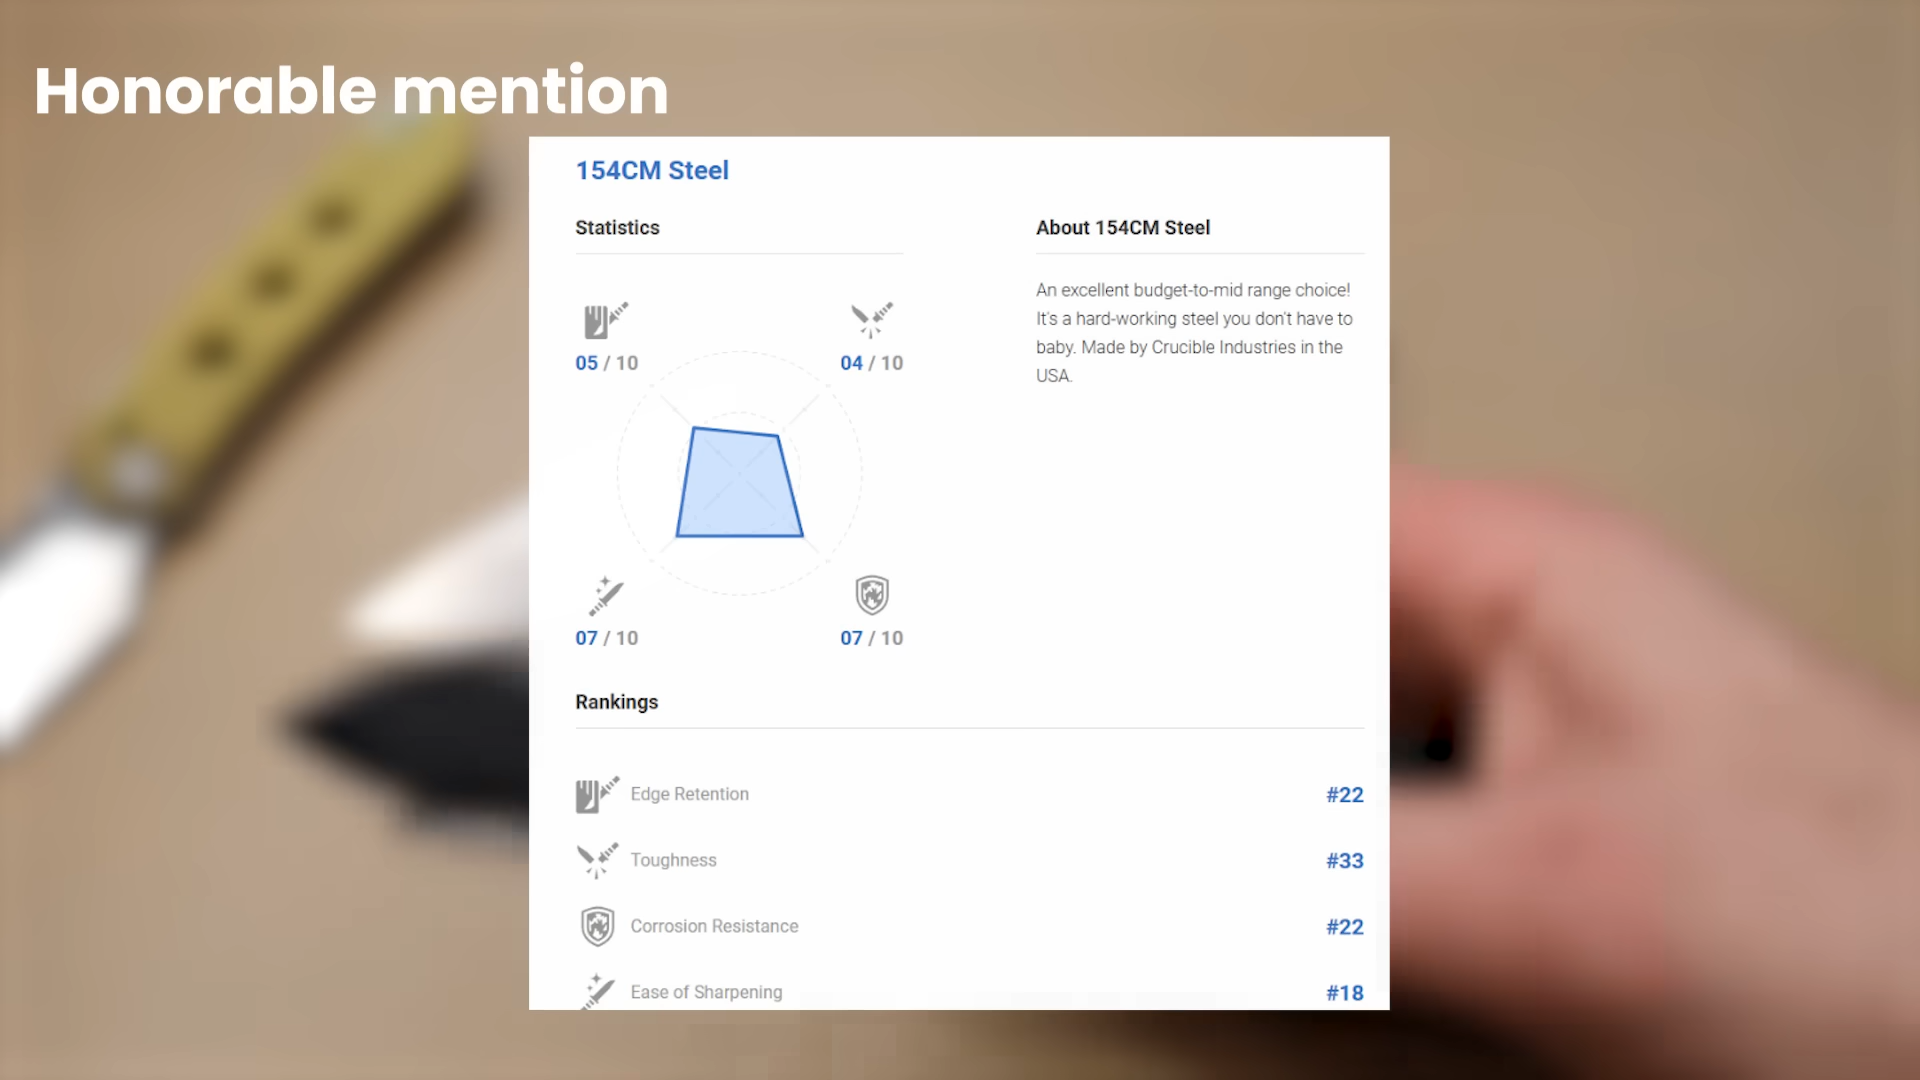 Honorable mention
154CM Steel
Statistics
05 / 10
04 / 10
07 / 10
07 / 10
About 154CM Steel
An excellent budget-to-mid range choice!
It's a hard-working steel you don't have to
baby. Made by Crucible Industries in the
USA.
Rankings
Edge Retention #22
Toughness #33
Corrosion Resistance #22
Ease of Sharpening #18